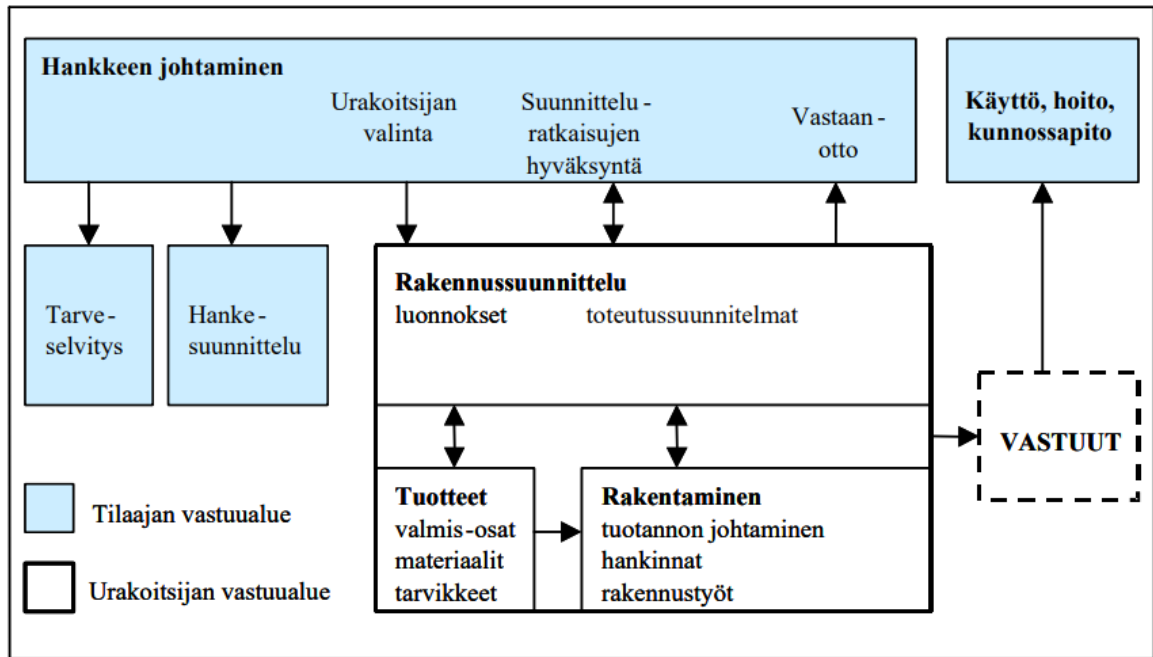 Hankkeen johtaminen
Urakoitsijan
valinta
Suunnittelu -
ratkaisujen
hyväksyntä
Vastaan -
otto
Käyttö, hoito,
kunnossapito
Tarve -
selvitys
Hanke -
suunnittelu
Rakennussuunnittelu
luonnokset toteutussuunnitelmat
VASTUUT
Tuotteet
valmis-osat
materiaalit
tarvikkeet
Rakentaminen
tuotannon johtaminen
hankinnat
rakennustyöt
Tilaajan vastuualue
Urakoitsijan vastuualue